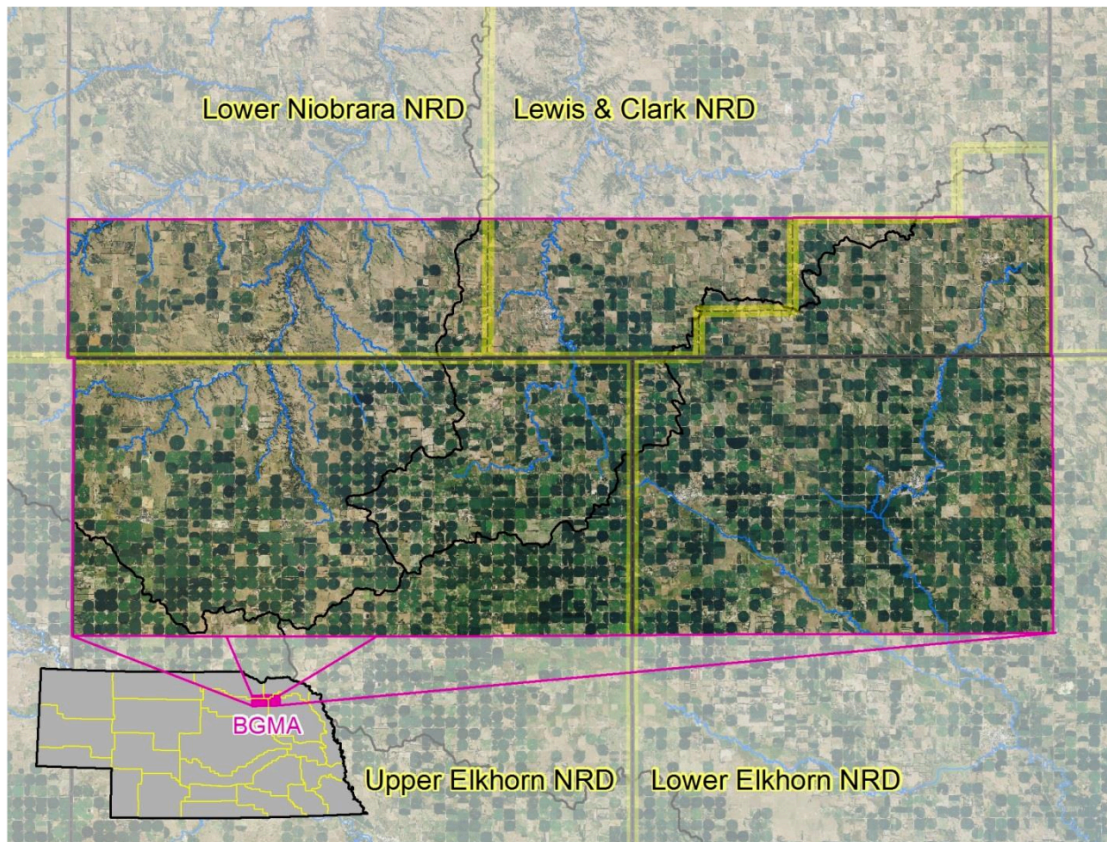 Lower Niobrara NRD
Lewis & Clark NRD
BGMA
Upper Elkhorn NRD
Lower Elkhorn NRD